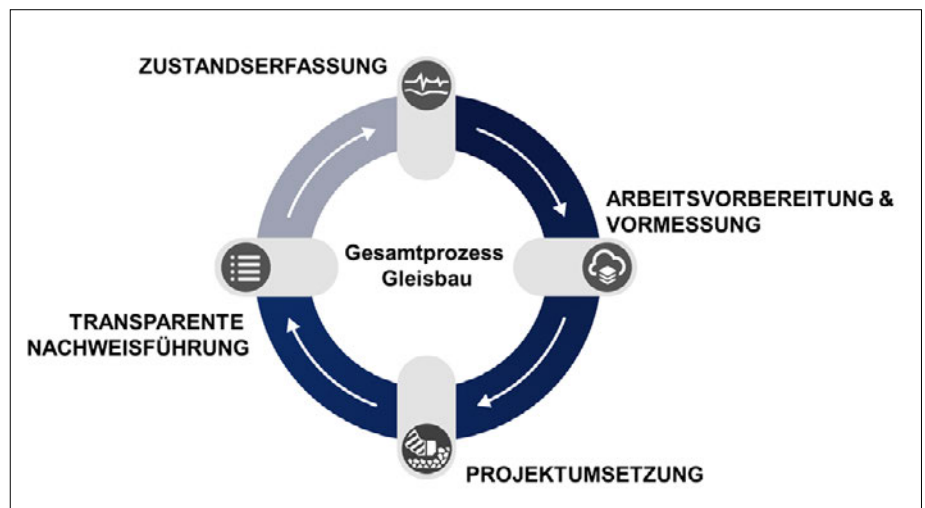 ZUSTANDSERFASSUNG
ARBEITSVORBEREITUNG &
VORMESSUNG
Gesamtprozess
Gleisbau
TRANSPARENTE
NACHWEISFÜHRUNG
PROJEKTUMSETZUNG